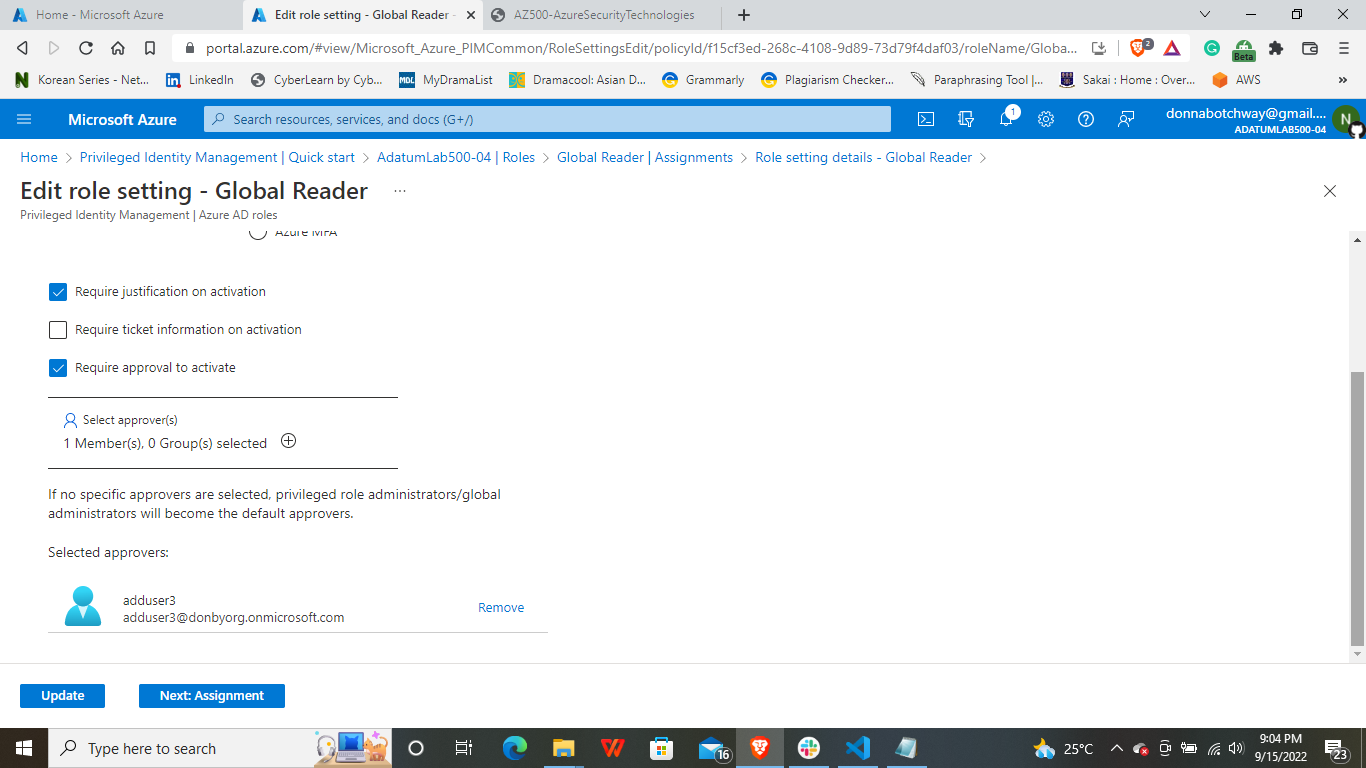 Home - Microsoft Azure
Edit role setting - Global Reader -
AZ500-AzureSecurityTechnologies
portal.azure.com/#view/Microsoft_Azure_PIMCommon/RoleSettingsEdit/policyId/f15cf3ed-268c-4108-9d89-73d79f4daf03/roleName/Globa...
2
Beta
Korean Series - Net...
LinkedIn
CyberLearn by Cyb...
MDL
MyDramaList
Dramacool: Asian D...
Grammarly
Plagiarism Checker...
Paraphrasing Tool |...
Sakai : Home : Over...
AWS
»
Microsoft Azure
Search resources, services, and docs (G+/)
1
donnabotchway@gmail....
ADATUMLAB500-04
N
Home > Privileged Identity Management | Quick start > AdatumLab500-04 | Roles > Global Reader | Assignments > Role setting details - Global Reader >
Edit role setting - Global Reader ...
Privileged Identity Management | Azure AD roles
Azure MFA
Require justification on activation
Require ticket information on activation
Require approval to activate
Select approver(s)
1 Member(s), 0 Group(s) selected
If no specific approvers are selected, privileged role administrators/global
administrators will become the default approvers.
Selected approvers:
adduser3
adduser3@donbyorg.onmicrosoft.com
Remove
Update
Next: Assignment
Type here to search
16
25°C
9:04 PM
9/15/2022
23